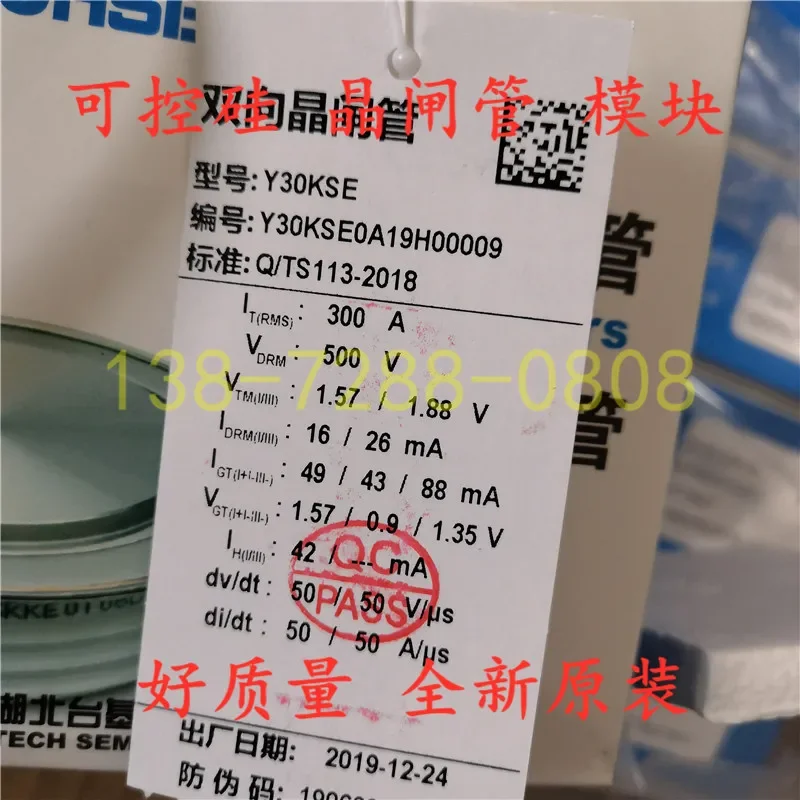 可控硅 晶闸管 模块
双向晶闸管
型号: Y30KSE
编号: Y30KSE0A19H00009
标准: Q/TS113-2018
IT(RMS): 300 A
VDRM: 500 V
138-7288-0808
VTM(I/III): 1.57 / 1.88 V
IDRM(I/III): 16 / 26 mA
IGT(I+I-III-): 49 / 43 / 88 mA
VGT(I+I-III-): 1.57 / 0.9 / 1.35 V
IH(I/III): 42 / --- mA
QC
PASS
dv/dt: 50 / 50 V/μs
di/dt: 50 / 50 A/μs
好质量 全新原装
出厂日期: 2019-12-24
防伪码:
管
rs
管
湖北台基
TECH SEM